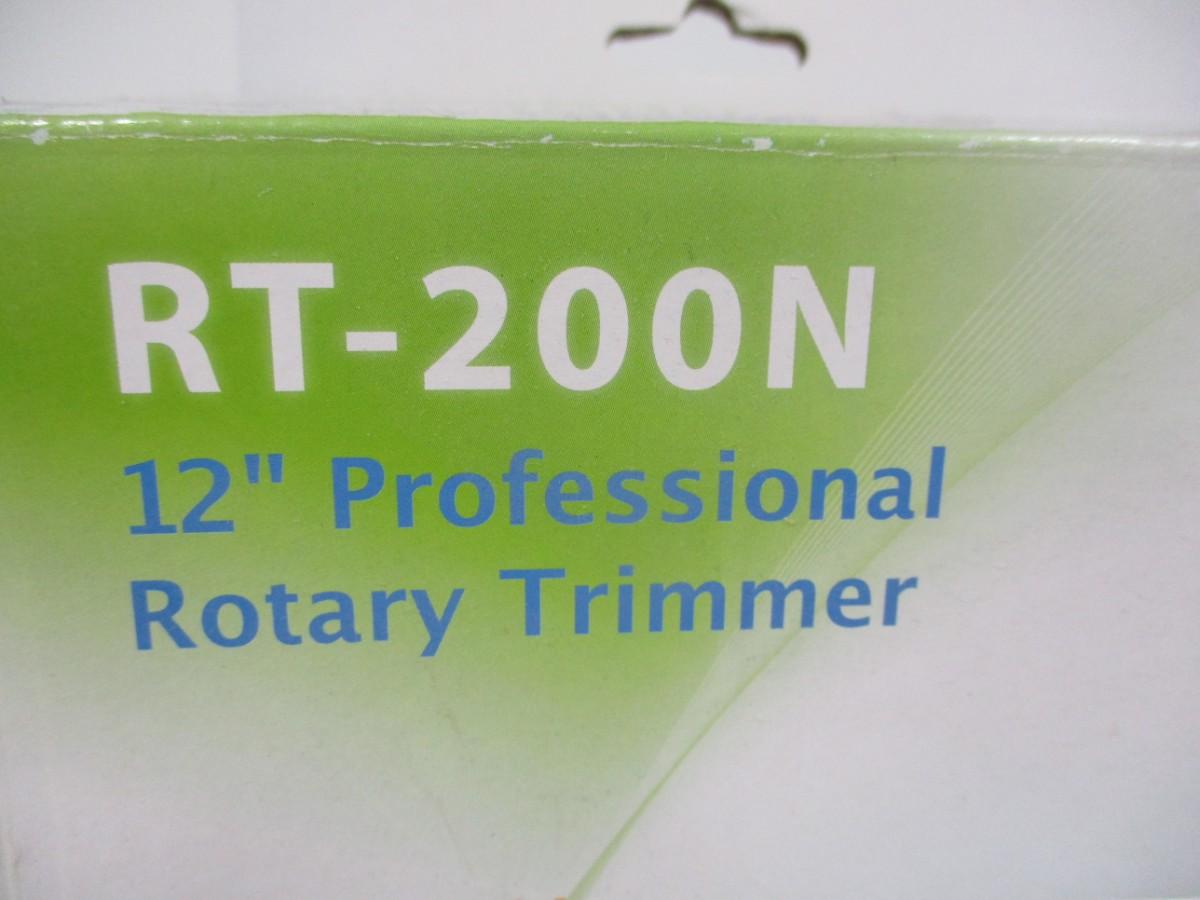 RT-200N
12" Professional
Rotary Trimmer